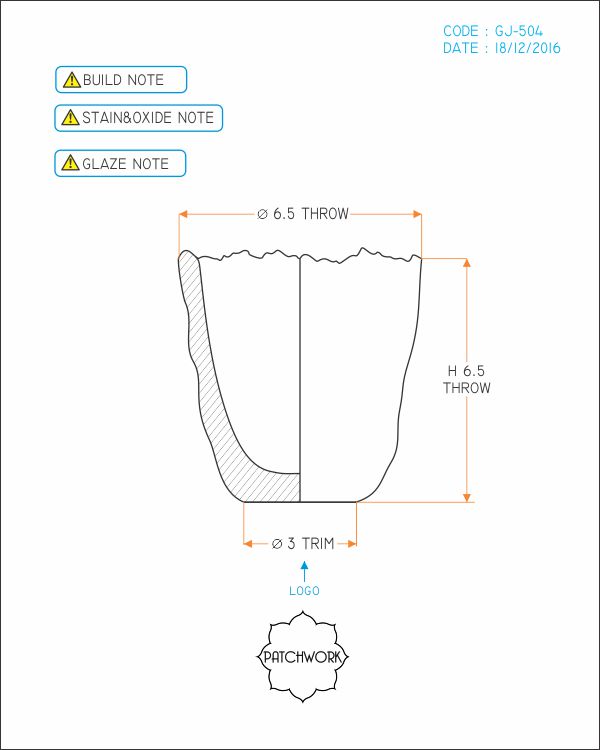 CODE : GJ-504
DATE : 18/12/2016
BUILD NOTE
STAIN&OXIDE NOTE
GLAZE NOTE
Ø 6.5 THROW
H 6.5
THROW
Ø 3 TRIM
LOGO
PATCHWORK